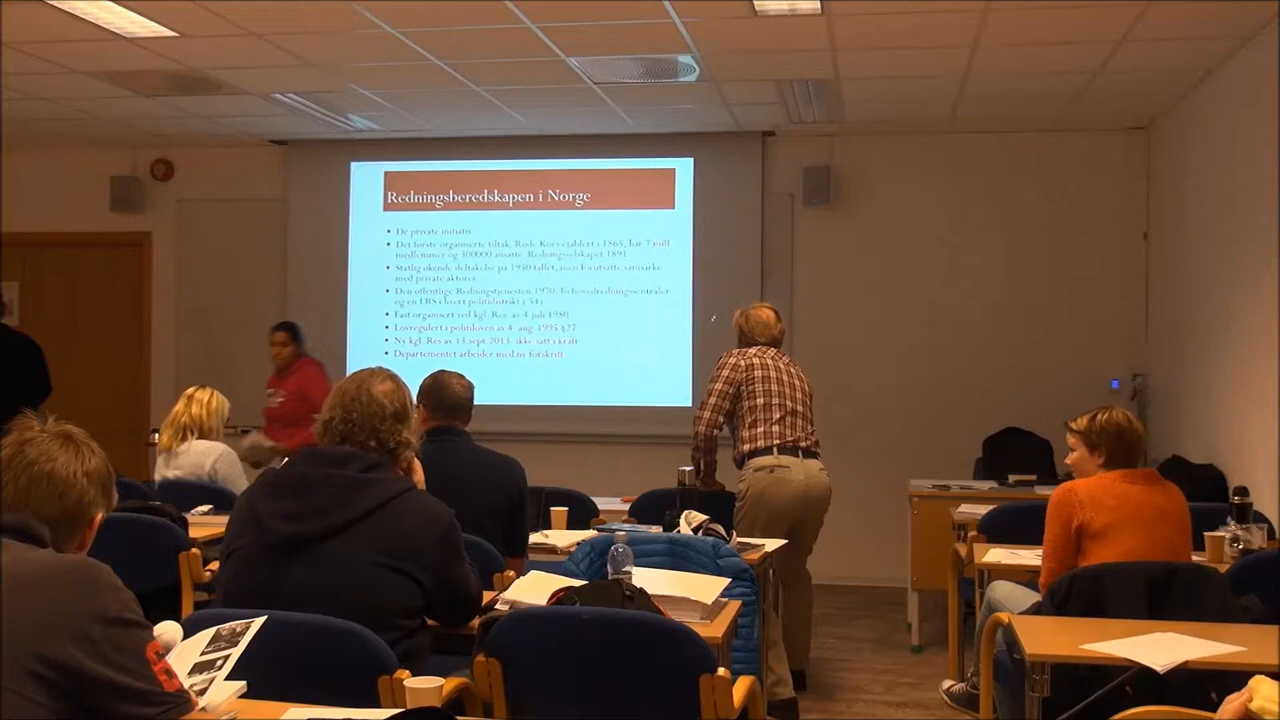 Redningsberedskapen i Norge
• De private initiativ
• Det første organiserte tiltak, Røde Kors etablert i 1865, har 7 mill
medlemmer og 300000 ansatte. Redningsselskapet 1891
• Statlig økende deltakelse på 1950 tallet, men forutsatte samvirke
med private aktører
• Den offentlige Redningstjenesten 1970. To hovedredningssentraler
og en LRS i hvert politidistrikt ( 54)
• Fast organisert ved kgl. Res. av 4. juli 1980
• Lovregulert i politiloven av 4. aug. 1995 §27
• Ny kgl. Res av 13.sept.2013- ikke satt i kraft
• Departementet arbeider med ny forskrift